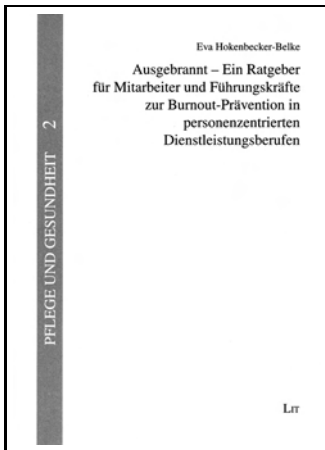 Eva Hokenbecker-Belke
Ausgebrannt – Ein Ratgeber
für Mitarbeiter und Führungskräfte
zur Burnout-Prävention in
personenzentrierten
Dienstleistungsberufen
PFLEGE UND GESUNDHEIT 2
LIT